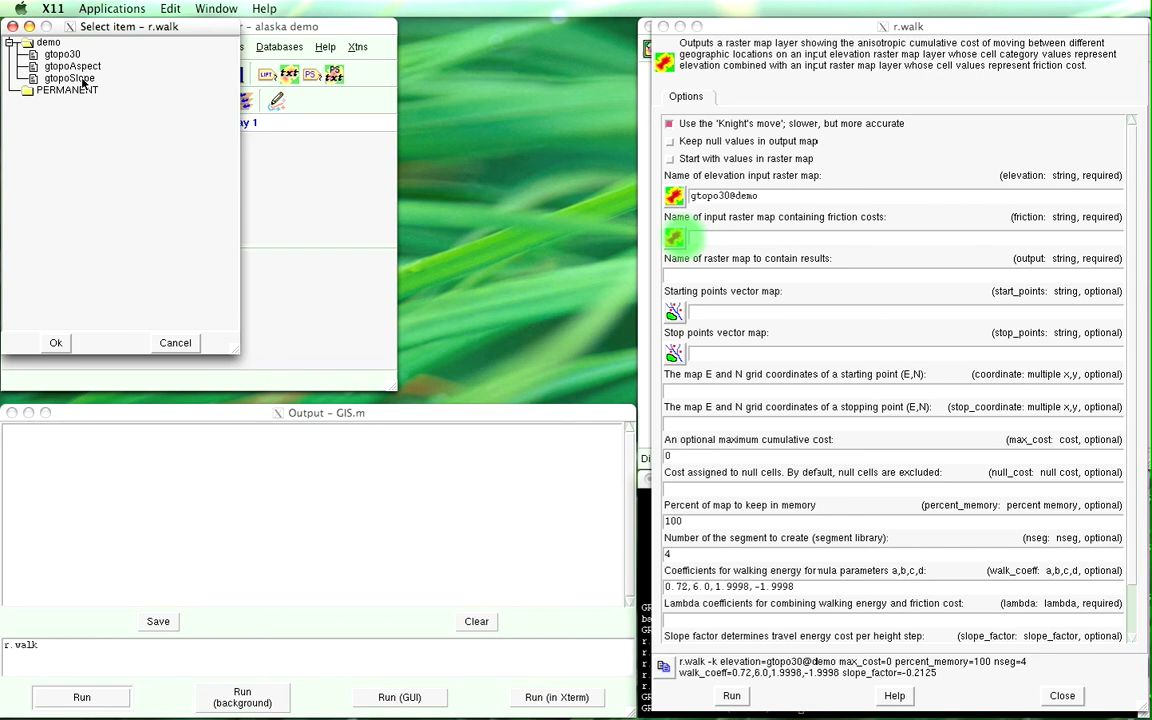 X11 Applications Edit Window Help
Select item - r.walk
- alaska demo
r.walk
demo
gtopo30
gtopoAspect
gtopoSlope
PERMANENT
Ok
Cancel
s Databases Help Xtns
LIFT txt PS PS txt
ay 1
Outputs a raster map layer showing the anisotropic cumulative cost of moving between different
geographic locations on an input elevation raster map layer whose cell category values represent
elevation combined with an input raster map layer whose cell values represent friction cost.
Options
Use the 'Knight's move'; slower, but more accurate
Keep null values in output map
Start with values in raster map
Name of elevation input raster map: (elevation: string, required)
gtopo30@demo
Name of input raster map containing friction costs: (friction: string, required)
Name of raster map to contain results: (output: string, required)
Starting points vector map: (start_points: string, optional)
Stop points vector map: (stop_points: string, optional)
The map E and N grid coordinates of a starting point (E,N): (coordinate: multiple x,y, optional)
The map E and N grid coordinates of a stopping point (E,N): (stop_coordinate: multiple x,y, optional)
An optional maximum cumulative cost: (max_cost: cost, optional)
0
Cost assigned to null cells. By default, null cells are excluded: (null_cost: null cost, optional)
Percent of map to keep in memory (percent_memory: percent memory, optional)
100
Number of the segment to create (segment library): (nseg: nseg, optional)
4
Coefficients for walking energy formula parameters a,b,c,d: (walk_coeff: a,b,c,d, optional)
0.72,6.0,1.9998,-1.9998
Lambda coefficients for combining walking energy and friction cost: (lambda: lambda, required)
Slope factor determines travel energy cost per height step: (slope_factor: slope_factor, optional)
r.walk -k elevation=gtopo30@demo max_cost=0 percent_memory=100 nseg=4
walk_coeff=0.72,6.0,1.9998,-1.9998 slope_factor=-0.2125
Run
Help
Close
Output - GIS.m
Save
Clear
r.walk
Run
Run
(background)
Run (GUI)
Run (in Xterm)